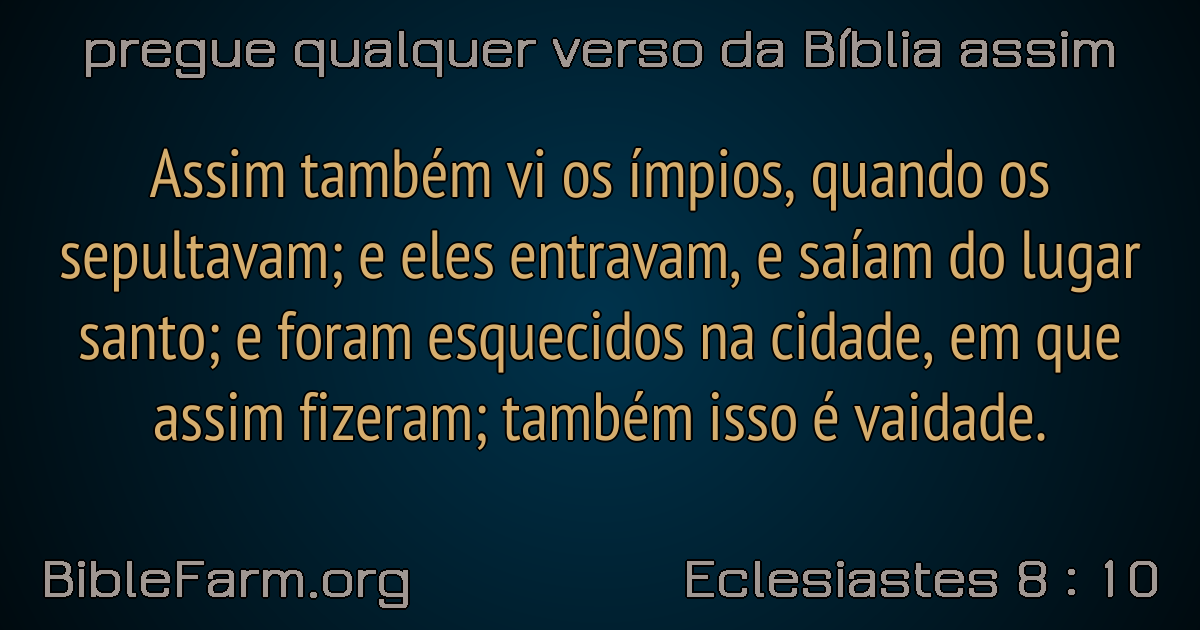 pregue qualquer verso da Bíblia assim
Assim também vi os ímpios, quando os
sepultavam; e eles entravam, e saíam do lugar
santo; e foram esquecidos na cidade, em que
assim fizeram; também isso é vaidade.
BibleFarm.org
Eclesiastes 8 : 10